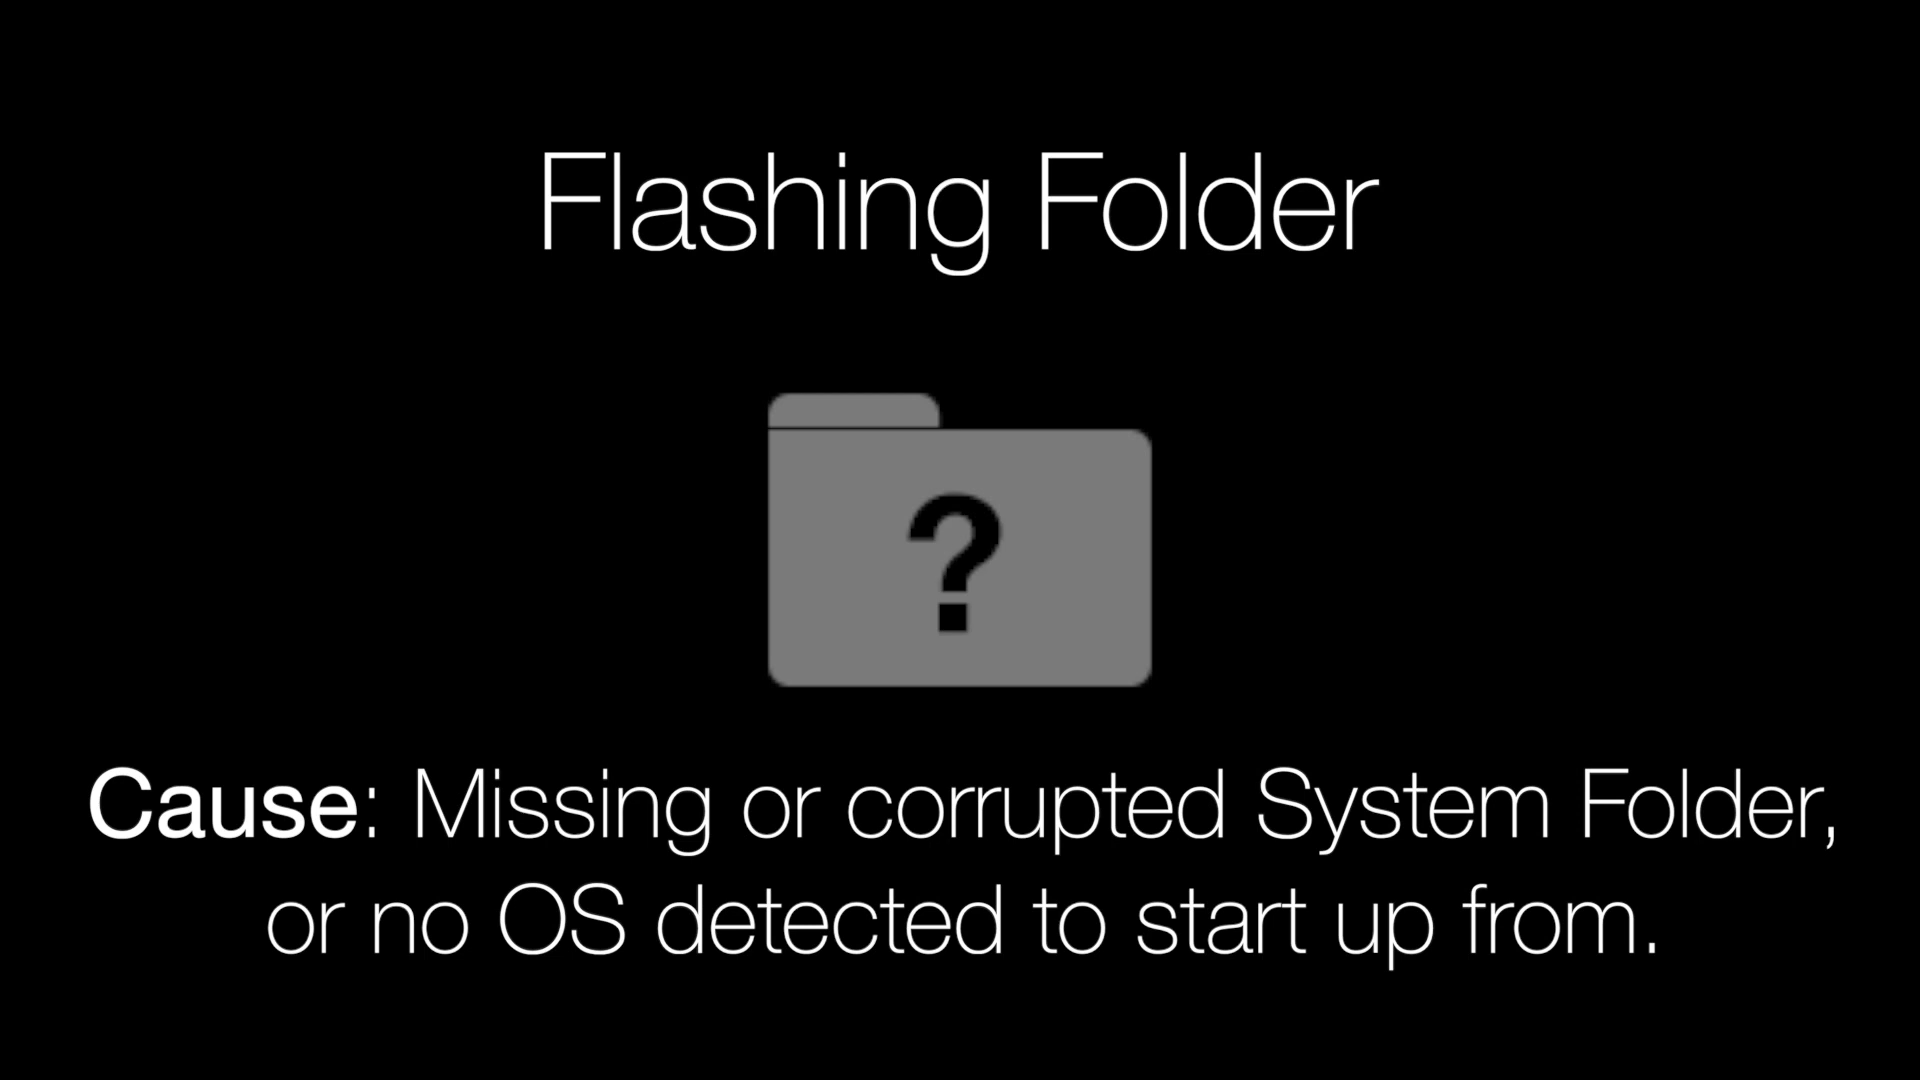 Flashing Folder
?
Cause: Missing or corrupted System Folder,
or no OS detected to start up from.